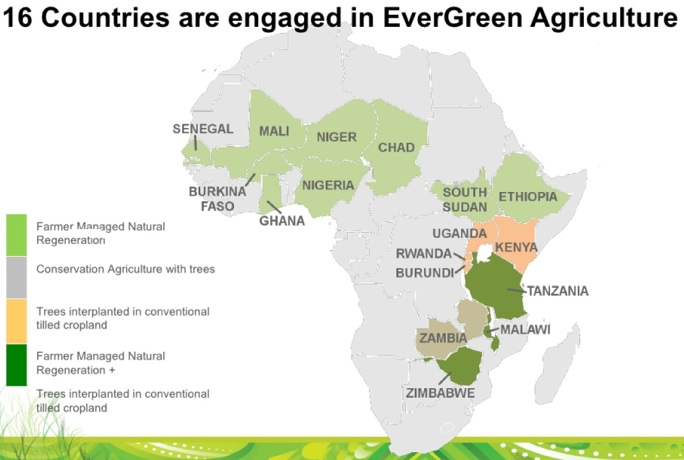 16 Countries are engaged in EverGreen Agriculture
SENEGAL
MALI
NIGER
CHAD
BURKINA
FASO
GHANA
NIGERIA
SOUTH
SUDAN
ETHIOPIA
UGANDA
KENYA
RWANDA
BURUNDI
TANZANIA
MALAWI
ZAMBIA
ZIMBABWE
Farmer Managed Natural
Regeneration
Conservation Agriculture with trees
Trees interplanted in conventional
tilled cropland
Farmer Managed Natural
Regeneration +
Trees interplanted in conventional
tilled cropland